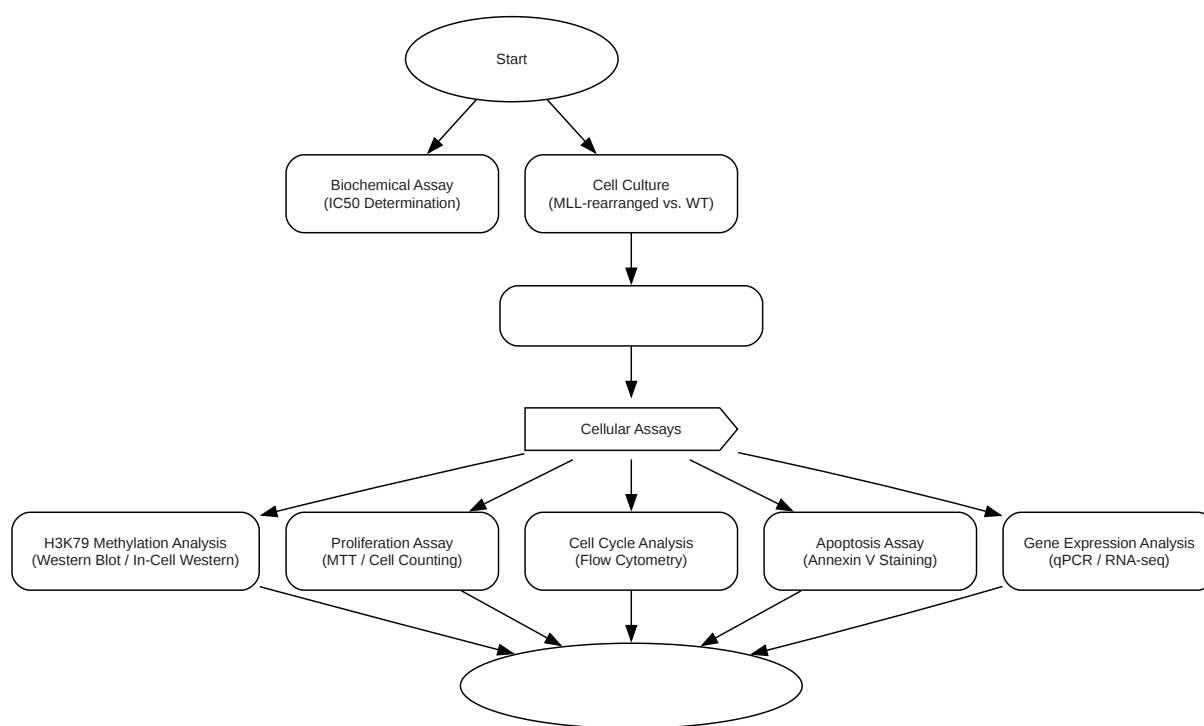 Start
Biochemical Assay
(IC50 Determination)
Cell Culture
(MLL-rearranged vs. WT)
Cellular Assays
H3K79 Methylation Analysis
(Western Blot / In-Cell Western)
Proliferation Assay
(MTT / Cell Counting)
Cell Cycle Analysis
(Flow Cytometry)
Apoptosis Assay
(Annexin V Staining)
Gene Expression Analysis
(qPCR / RNA-seq)